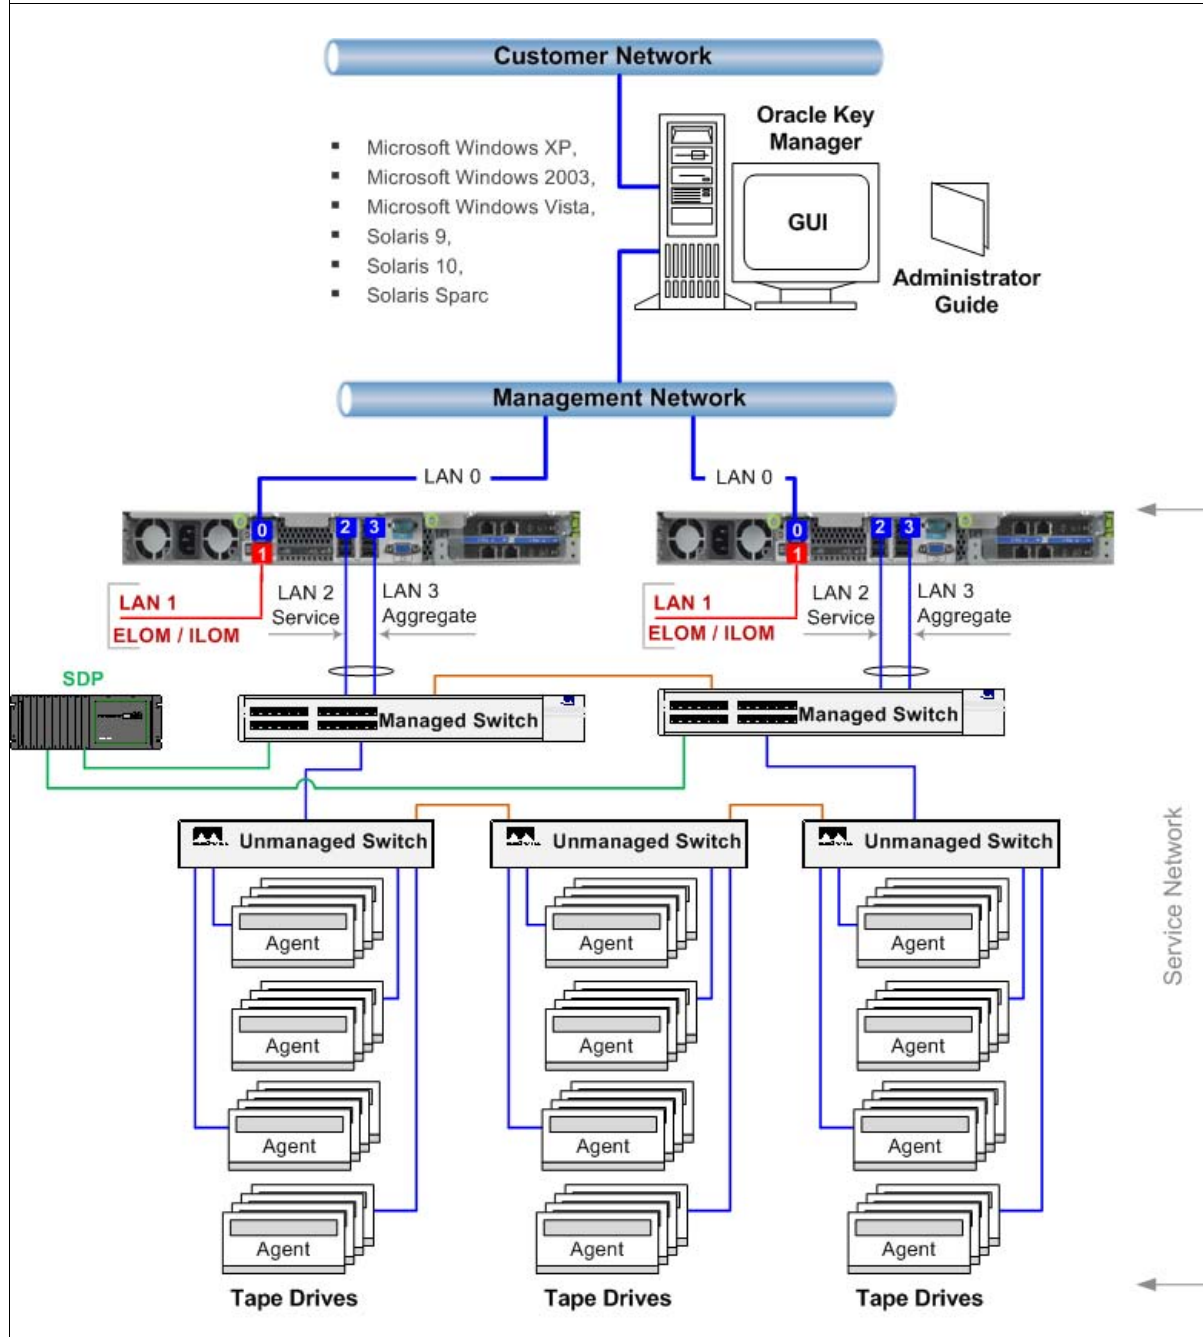 Customer Network
Oracle Key
Manager
▪ Microsoft Windows XP,
▪ Microsoft Windows 2003,
▪ Microsoft Windows Vista,
▪ Solaris 9,
▪ Solaris 10,
▪ Solaris Sparc
GUI
Administrator
Guide
Management Network
LAN 0
LAN 0
0
1
2
3
0
1
2
3
LAN 1
ELOM / ILOM
LAN 2
Service
LAN 3
Aggregate
LAN 1
ELOM / ILOM
LAN 2
Service
LAN 3
Aggregate
SDP
Managed Switch
Managed Switch
Unmanaged Switch
Unmanaged Switch
Unmanaged Switch
Service Network
Agent
Agent
Agent
Agent
Agent
Agent
Agent
Agent
Agent
Agent
Agent
Agent
Tape Drives
Tape Drives
Tape Drives